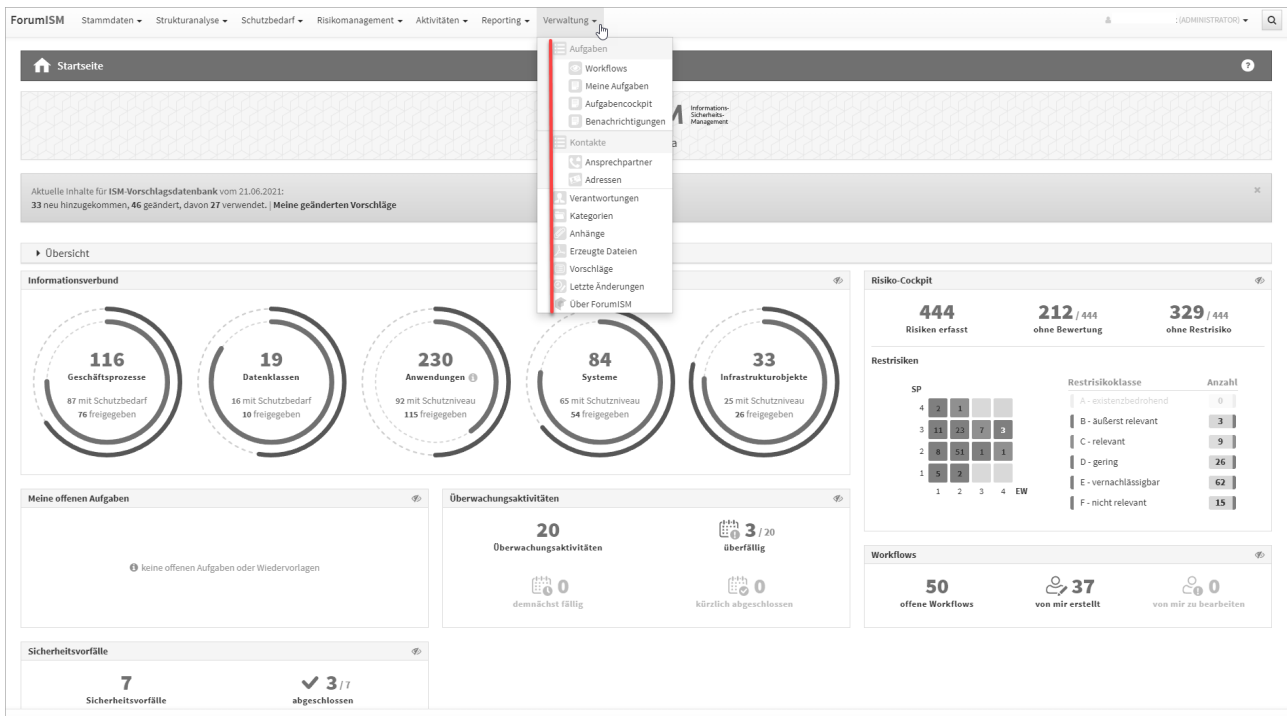 ForumISM Stammdaten Strukturanalyse Schutzbedarf Risikomanagement Aktivitäten Reporting Verwaltung : (ADMINISTRATOR)
Startseite
Aufgaben
Workflows
Meine Aufgaben
Aufgabencockpit
Benachrichtigungen
Kontakte
Ansprechpartner
Adressen
Verantwortungen
Kategorien
Anhänge
Erzeugte Dateien
Vorschläge
Letzte Änderungen
Über ForumISM
Informations-
Sicherheits-
Management
Aktuelle Inhalte für ISM-Vorschlagsdatenbank vom 21.06.2021:
33 neu hinzugekommen, 46 geändert, davon 27 verwendet. | Meine geänderten Vorschläge
Übersicht
Informationsverbund
116
Geschäftsprozesse
87 mit Schutzbedarf
76 freigegeben
19
Datenklassen
16 mit Schutzbedarf
10 freigegeben
230
Anwendungen
92 mit Schutzniveau
115 freigegeben
84
Systeme
65 mit Schutzniveau
54 freigegeben
33
Infrastrukturobjekte
25 mit Schutzniveau
26 freigegeben
Risiko-Cockpit
444
Risiken erfasst
212 / 444
ohne Bewertung
329 / 444
ohne Restrisiko
Restrisiken
SP
4 2 1
3 11 23 7 3
2 8 51 1 1
1 5 2
1 2 3 4 EW
Restrisikoklasse Anzahl
A - existenzbedrohend 0
B - äußerst relevant 3
C - relevant 9
D - gering 26
E - vernachlässigbar 62
F - nicht relevant 15
Meine offenen Aufgaben
keine offenen Aufgaben oder Wiedervorlagen
Überwachungsaktivitäten
20
Überwachungsaktivitäten
3 / 20
überfällig
0
demnächst fällig
0
kürzlich abgeschlossen
Workflows
50
offene Workflows
37
von mir erstellt
0
von mir zu bearbeiten
Sicherheitsvorfälle
7
Sicherheitsvorfälle
3 / 7
abgeschlossen